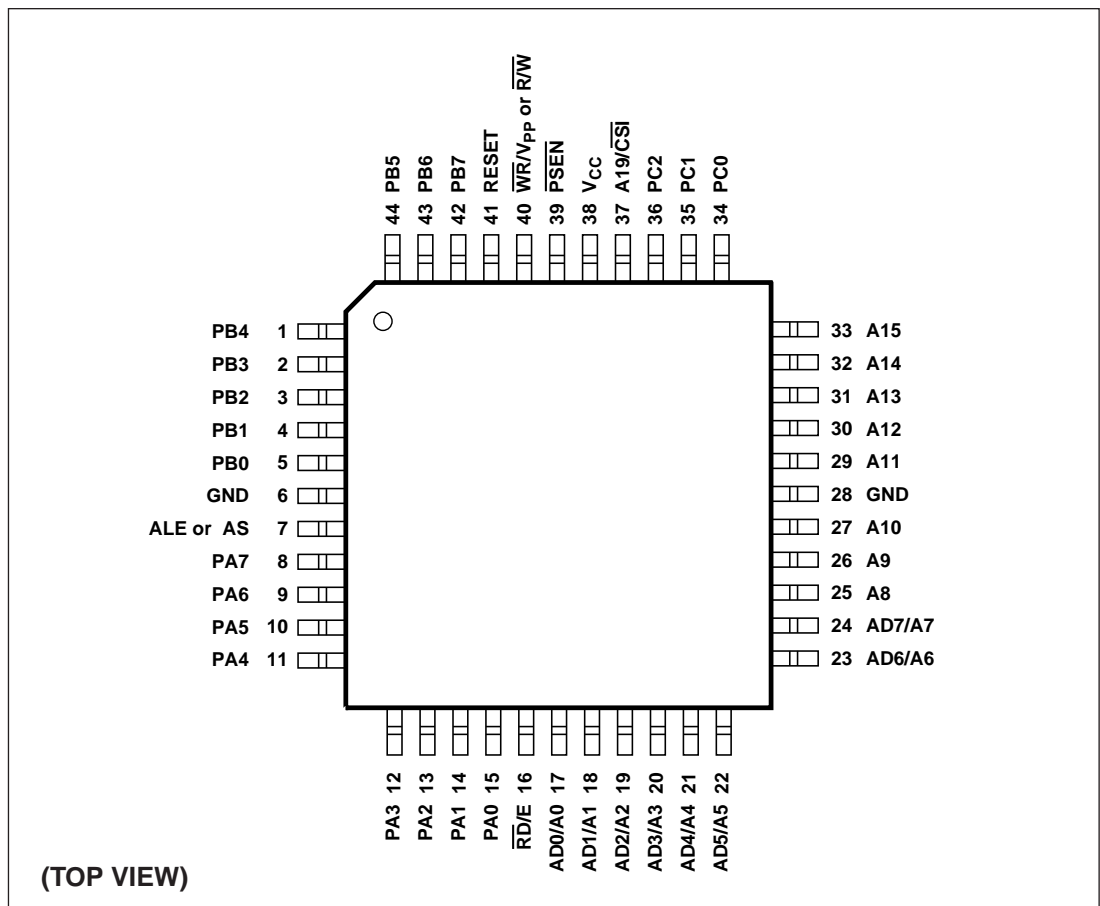 44 PB5
43 PB6
42 PB7
41 RESET
40 W̅R̅/VPP or R̅/̅W̅
39 P̅S̅E̅N̅
38 VCC
37 A19/C̅S̅I̅
36 PC2
35 PC1
34 PC0
PB4 1
PB3 2
PB2 3
PB1 4
PB0 5
GND 6
ALE or AS 7
PA7 8
PA6 9
PA5 10
PA4 11
33 A15
32 A14
31 A13
30 A12
29 A11
28 GND
27 A10
26 A9
25 A8
24 AD7/A7
23 AD6/A6
PA3 12
PA2 13
PA1 14
PA0 15
R̅D̅/E 16
AD0/A0 17
AD1/A1 18
AD2/A2 19
AD3/A3 20
AD4/A4 21
AD5/A5 22
(TOP VIEW)